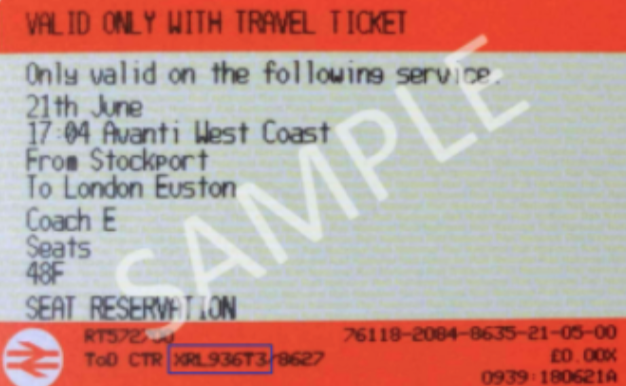 VALID ONLY WITH TRAVEL TICKET
Only valid on the following service.
21th June
17:04 Avanti West Coast
From Stockport
To London Euston
Coach E
Seats
48F
SEAT RESERVATION
76118-2084-8635-21-05-00
ToD CTR XRL936T3/8627 £0.00X
0939:180621A
SAMPLE